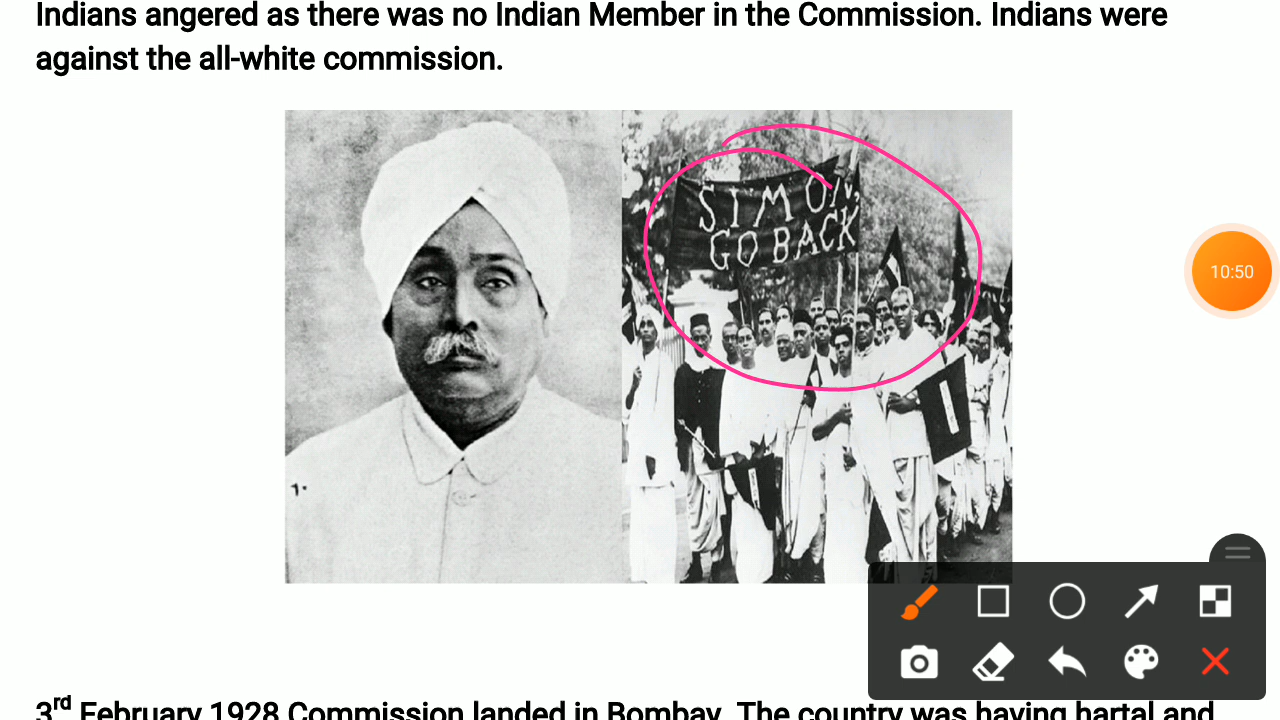 Indians angered as there was no Indian Member in the Commission. Indians were
against the all-white commission.
SIMON,
GO BACK
10:50
3rd February 1928 Commission landed in Bombay. The country was having hartal and